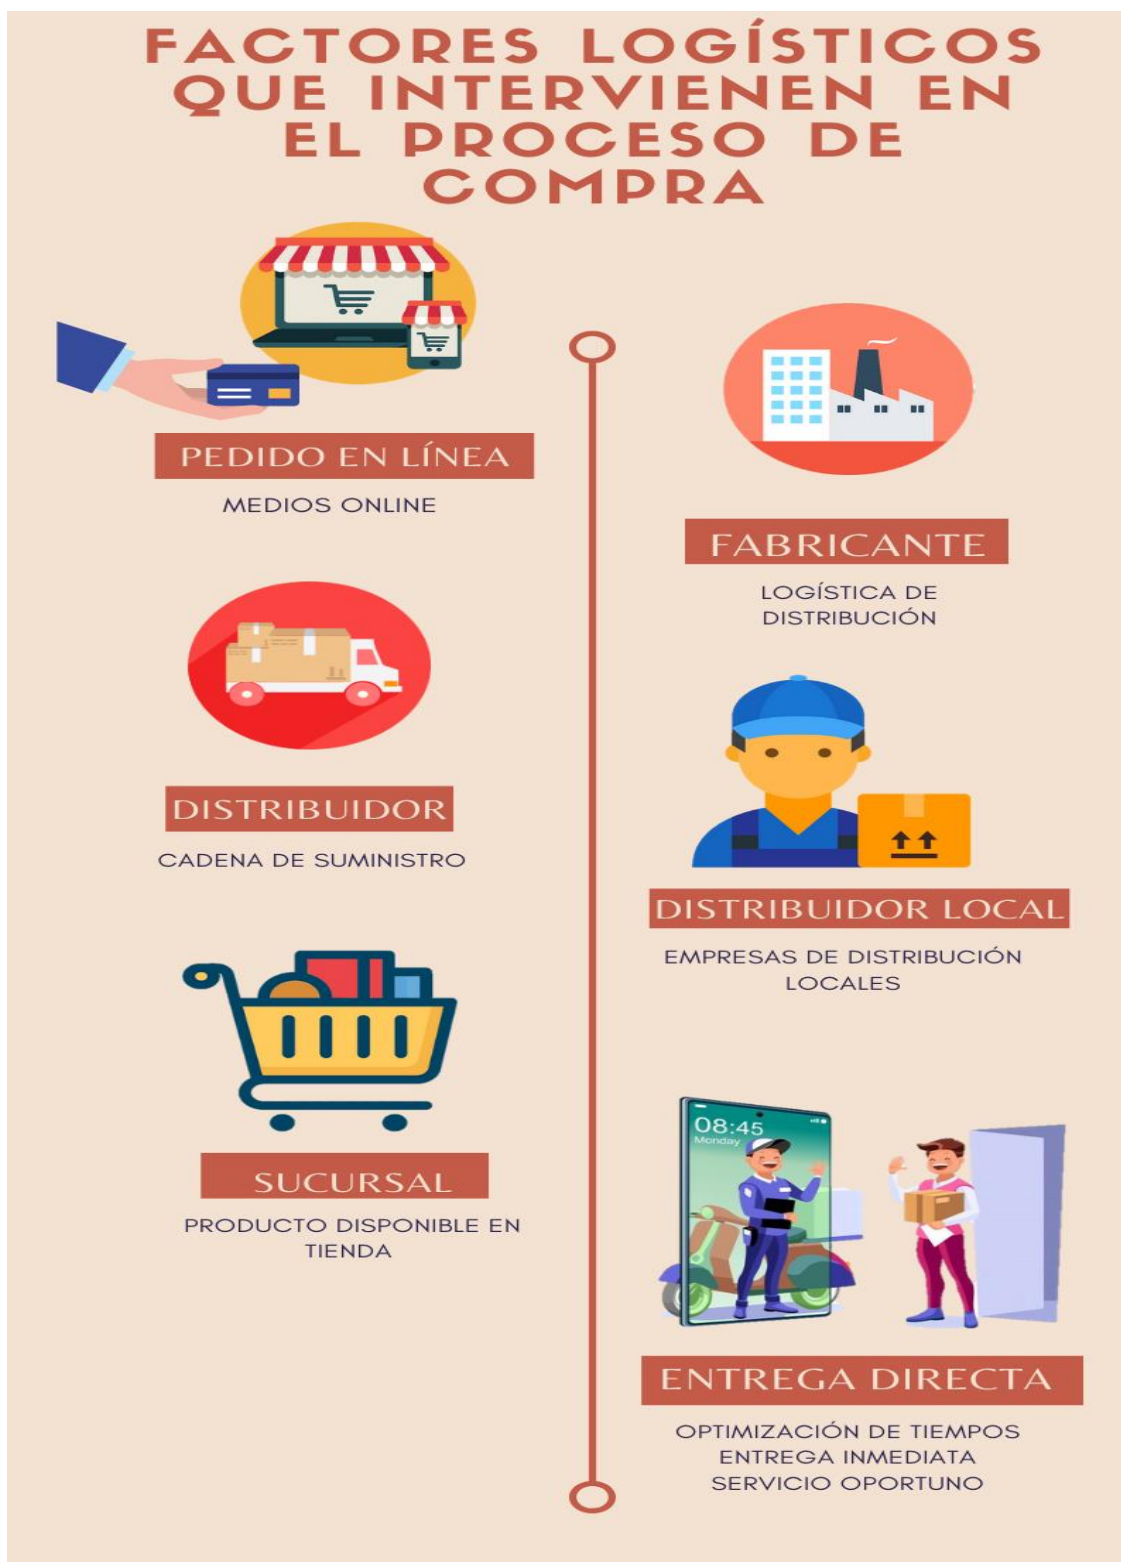 FACTORES LOGÍSTICOS
QUE INTERVIENEN EN
EL PROCESO DE
COMPRA
PEDIDO EN LÍNEA
MEDIOS ONLINE
FABRICANTE
LOGÍSTICA DE
DISTRIBUCIÓN
DISTRIBUIDOR
CADENA DE SUMINISTRO
DISTRIBUIDOR LOCAL
EMPRESAS DE DISTRIBUCIÓN
LOCALES
SUCURSAL
PRODUCTO DISPONIBLE EN
TIENDA
08:45
Monday
ENTREGA DIRECTA
OPTIMIZACIÓN DE TIEMPOS
ENTREGA INMEDIATA
SERVICIO OPORTUNO